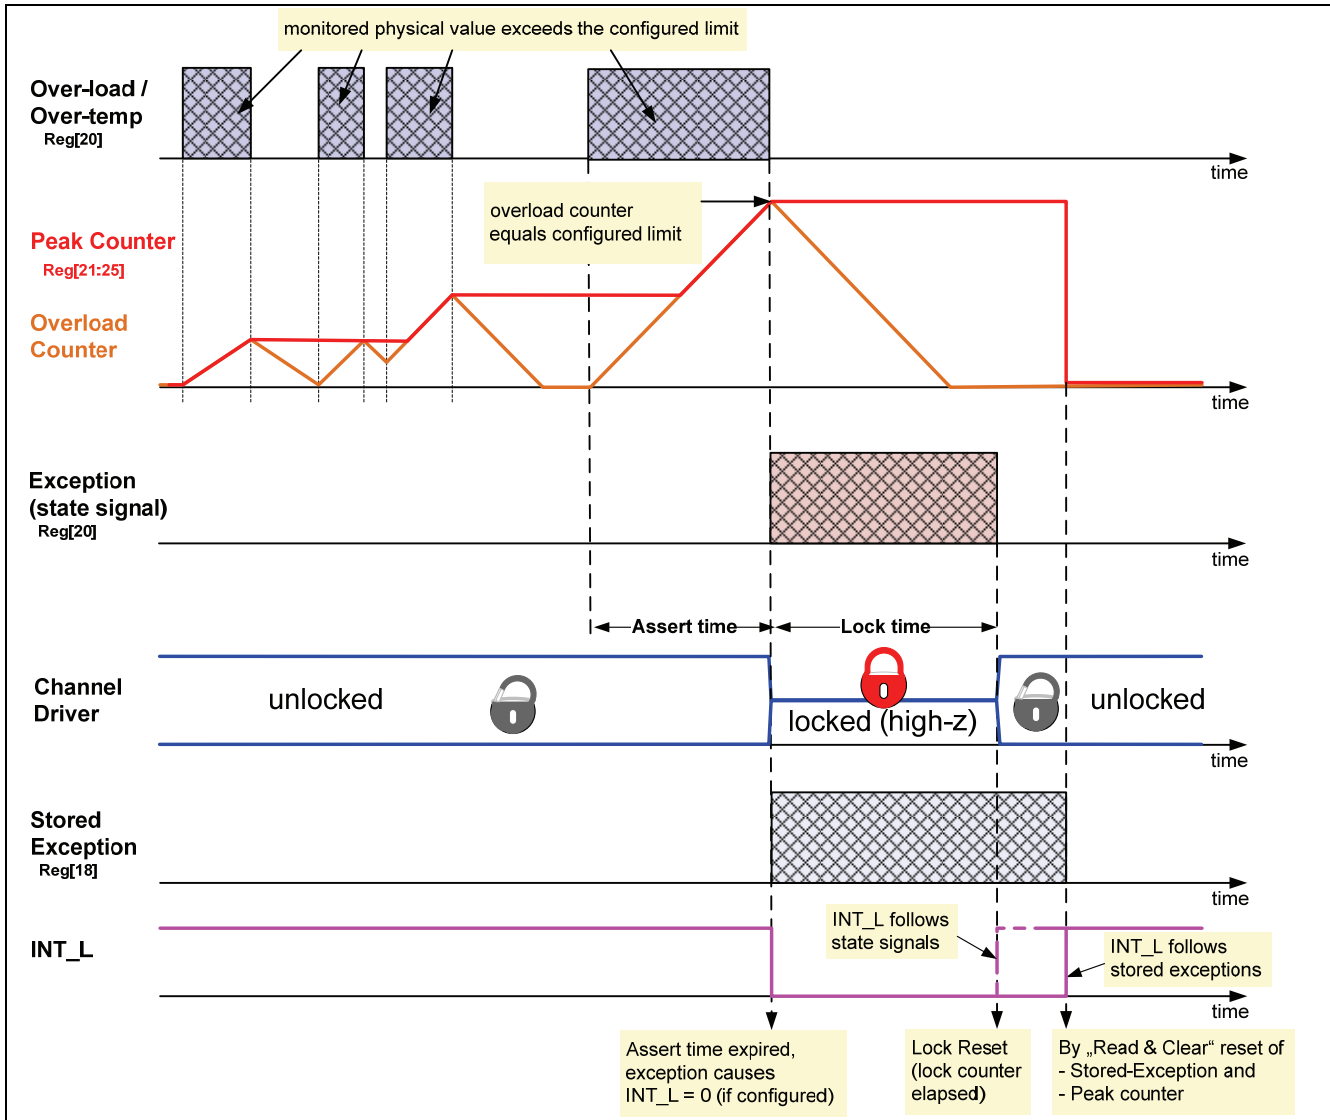 monitored physical value exceeds the configured limit
Over-load /
Over-temp
Reg[20]
time
overload counter
equals configured limit
Peak Counter
Reg[21:25]
Overload
Counter
time
Exception
(state signal)
Reg[20]
time
Assert time
Lock time
Channel
Driver
unlocked
locked (high-z)
unlocked
time
Stored
Exception
Reg[18]
time
INT_L
INT_L follows
state signals
INT_L follows
stored exceptions
time
Assert time expired,
exception causes
INT_L = 0 (if configured)
Lock Reset
(lock counter
elapsed)
By „Read & Clear“ reset of
- Stored-Exception and
- Peak counter